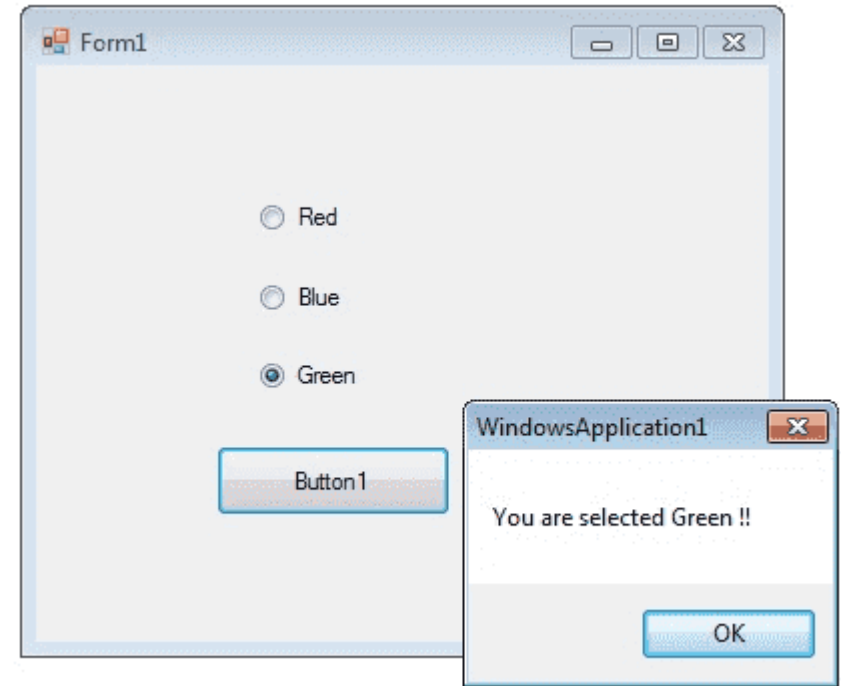 Form1
Red
Blue
Green
Button1
WindowsApplication1
You are selected Green !!
OK